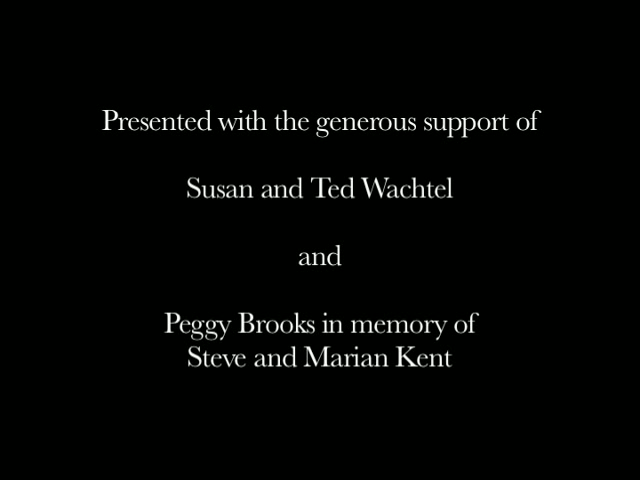 Presented with the generous support of
Susan and Ted Wachtel
and
Peggy Brooks in memory of
Steve and Marian Kent